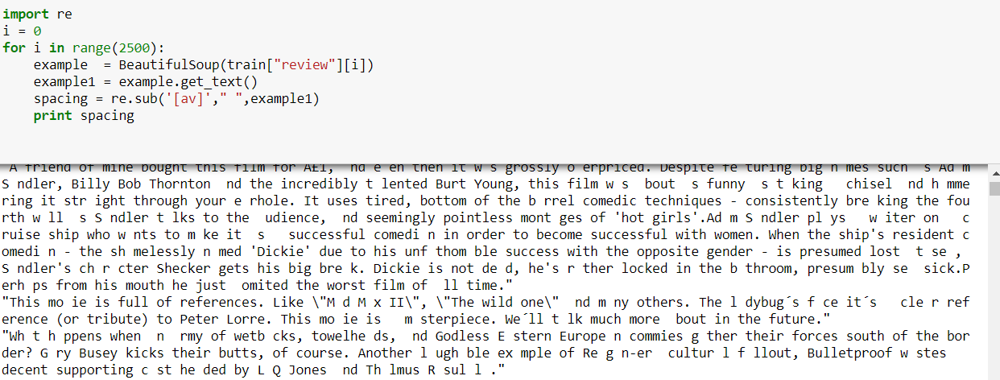 import re
i = 0
for i in range(2500):
    example  = BeautifulSoup(train["review"][i])
    example1 = example.get_text()
    spacing = re.sub('[av]'," ",example1)
    print spacing
"A friend of mine bought this film for Â£1,  nd e en then it w s grossly o erpriced. Despite fe turing big n mes such  s Ad m
S ndler, Billy Bob Thornton  nd the incredibly t lented Burt Young, this film w s  bout  s funny  s t king   chisel  nd h mme
ring it str ight through your e rhole. It uses tired, bottom of the b rrel comedic techniques - consistently bre king the fou
rth w ll  s S ndler t lks to the  udience,  nd seemingly pointless mont ges of 'hot girls'.Ad m S ndler pl ys   w iter on   c
ruise ship who w nts to m ke it  s   successful comedi n in order to become successful with women. When the ship's resident c
omedi n - the sh melessly n med 'Dickie' due to his unf thom ble success with the opposite gender - is presumed lost  t se ,
S ndler's ch r cter Shecker gets his big bre k. Dickie is not de d, he's r ther locked in the b throom, presum bly se  sick.P
erh ps from his mouth he just  omited the worst film of  ll time."
"This mo ie is full of references. Like \"M d M x II\", \"The wild one\"  nd m ny others. The l dybug´s f ce it´s   cle r ref
erence (or tribute) to Peter Lorre. This mo ie is   m sterpiece. We´ll t lk much more  bout in the future."
"Wh t h ppens when  n  rmy of wetb cks, towelhe ds,  nd Godless E stern Europe n commies g ther their forces south of the bor
der? G ry Busey kicks their butts, of course. Another l ugh ble ex mple of Re g n-er  cultur l f llout, Bulletproof w stes
decent supporting c st he ded by L Q Jones  nd Th lmus R sul l ."